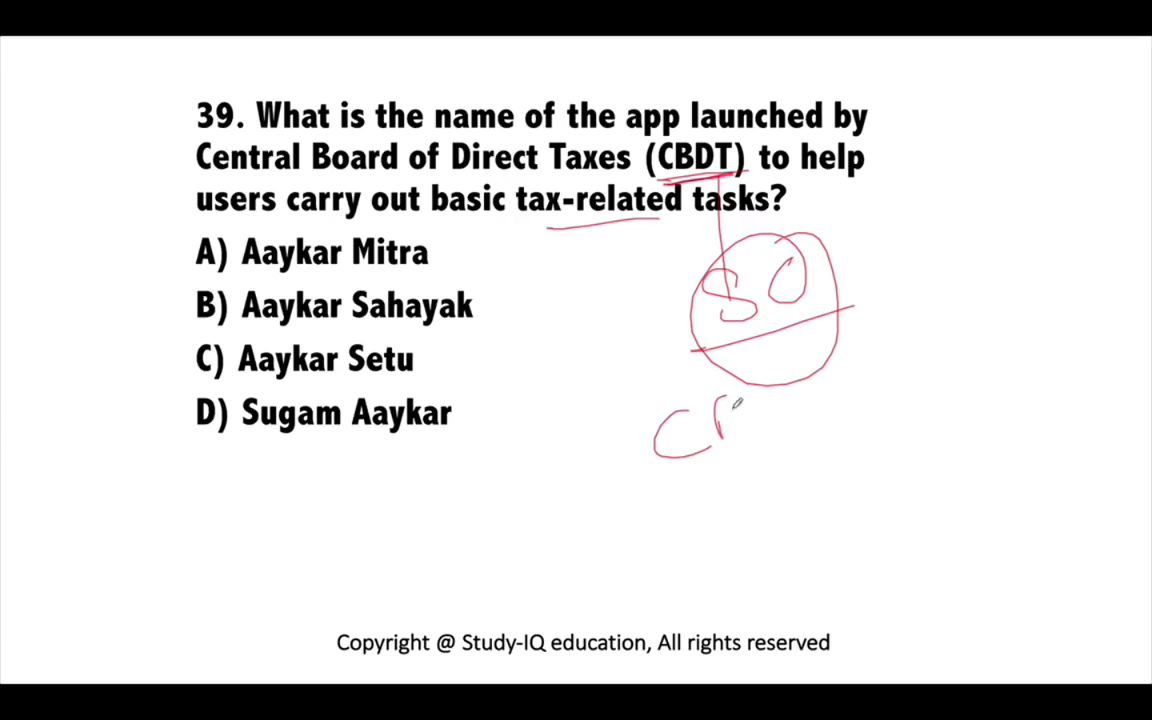 39. What is the name of the app launched by
Central Board of Direct Taxes (CBDT) to help
users carry out basic tax-related tasks?
A) Aaykar Mitra
B) Aaykar Sahayak
C) Aaykar Setu
D) Sugam Aaykar
Copyright @ Study-IQ education, All rights reserved